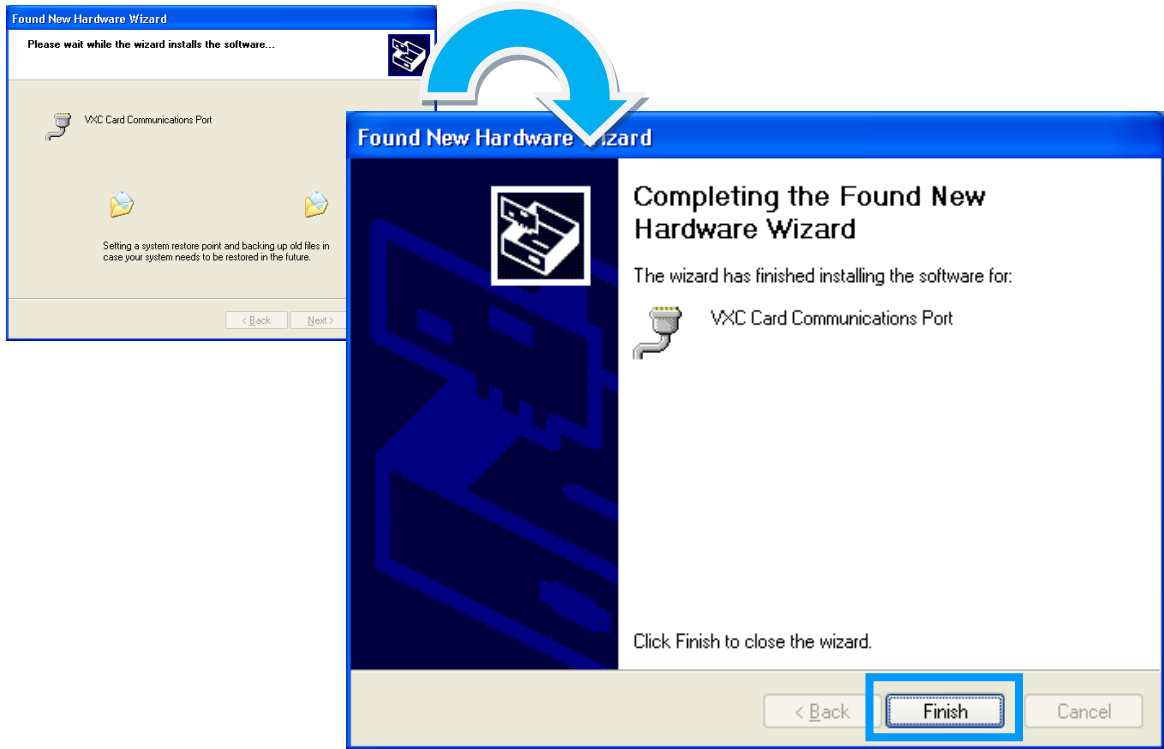 Found New Hardware Wizard
Please wait while the wizard installs the software...
VXC Card Communications Port
Setting a system restore point and backing up old files in
case your system needs to be restored in the future.
< Back
Next >
Found New Hardware Wizard
Completing the Found New
Hardware Wizard
The wizard has finished installing the software for:
VXC Card Communications Port
Click Finish to close the wizard.
< Back
Finish
Cancel